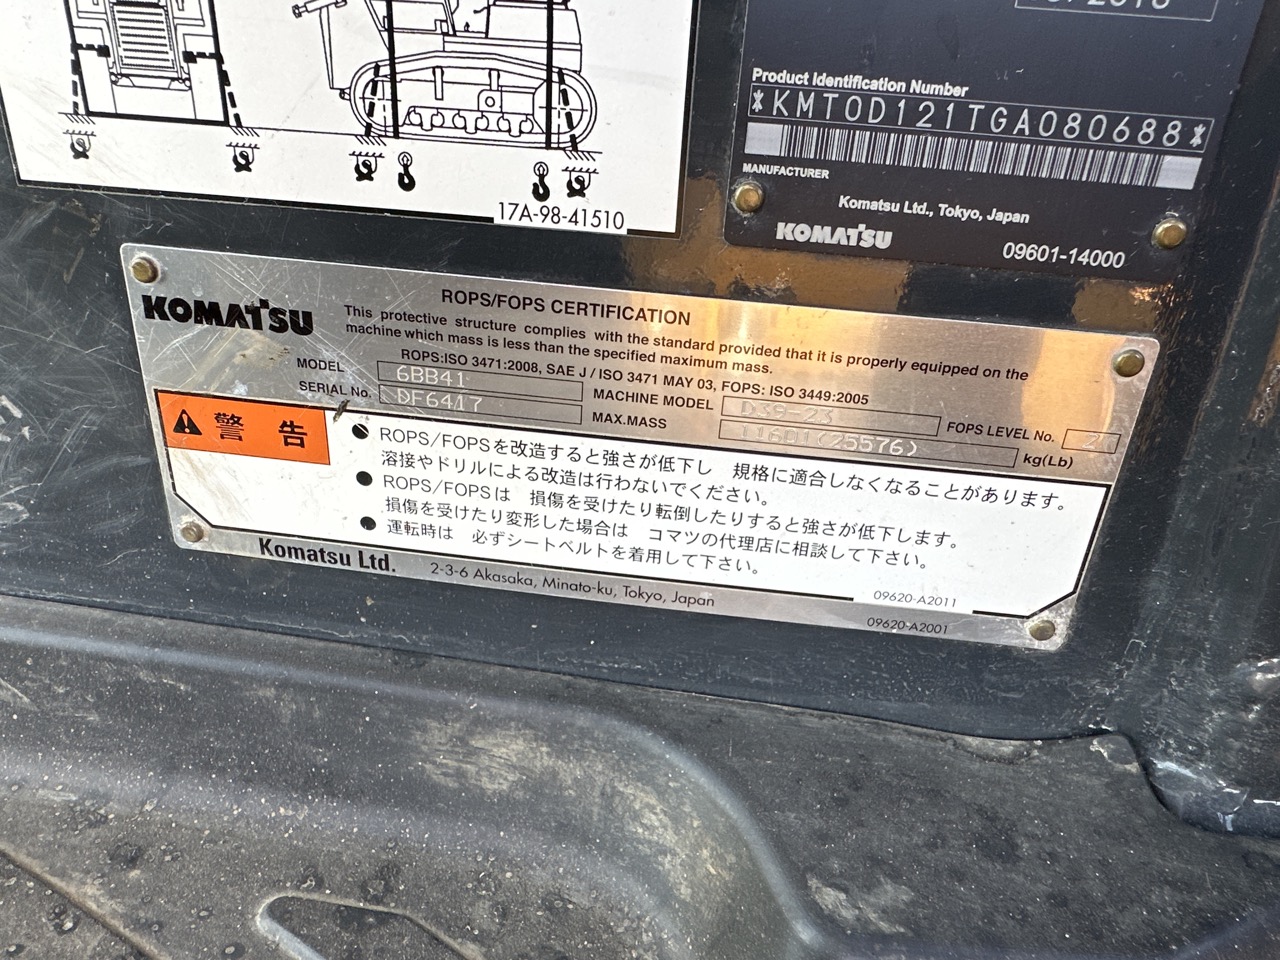 Product Identification Number
*KMT0D121TGA080688*
MANUFACTURER
Komatsu Ltd., Tokyo, Japan
KOMATSU
09601-14000
17A-98-41510
KOMATSU
ROPS/FOPS CERTIFICATION
This protective structure complies with the standard provided that it is properly equipped on the
machine which mass is less than the specified maximum mass.
ROPS:ISO 3471:2008, SAE J / ISO 3471 MAY 03, FOPS: ISO 3449:2005
MODEL 6BB41 MACHINE MODEL D39-23 FOPS LEVEL No. 2
SERIAL No. DF6417 MAX.MASS 11601(25576) kg(Lb)
警 告
● ROPS/FOPSを改造すると強さが低下し 規格に適合しなくなることがあります。
溶接やドリルによる改造は行わないでください。
● ROPS/FOPSは 損傷を受けたり転倒したりすると強さが低下します。
損傷を受けたり変形した場合は コマツの代理店に相談して下さい。
● 運転時は 必ずシートベルトを着用して下さい。
09620-A2011
Komatsu Ltd. 2-3-6 Akasaka, Minato-ku, Tokyo, Japan
09620-A2001